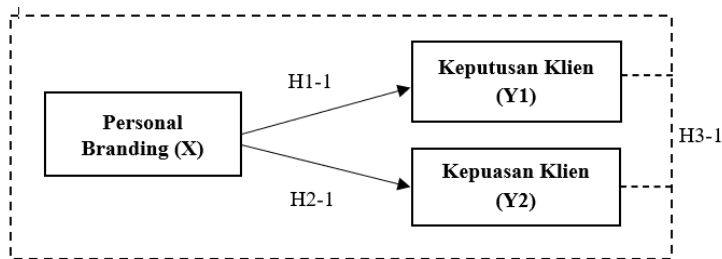 Keputusan Klien
(Y1)
H1-1
Personal
Branding (X)
H3-1
Kepuasan Klien
(Y2)
H2-1